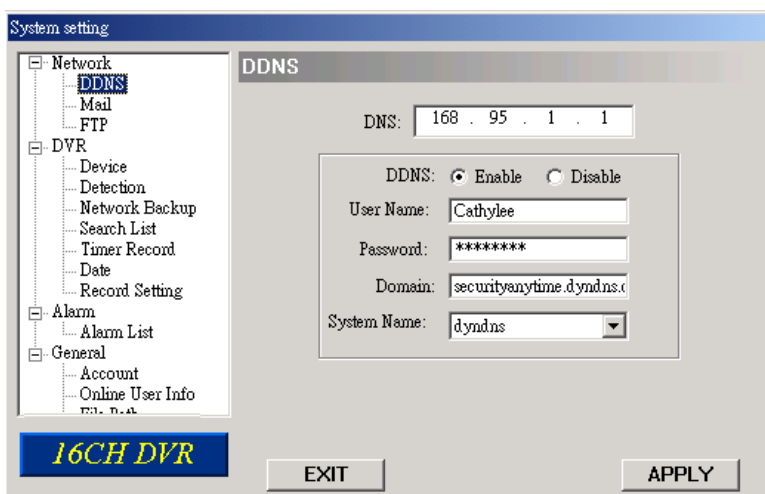 System setting
Network
DDNS
Mail
FTP
DVR
Device
Detection
Network Backup
Search List
Timer Record
Date
Record Setting
Alarm
Alarm List
General
Account
Online User Info
File Path
16CH DVR
DDNS
DNS: 168 . 95 . 1 . 1
DDNS: Enable Disable
User Name: Cathylee
Password: ********
Domain: securityanytime.dyndns.
System Name: dyndns
EXIT
APPLY